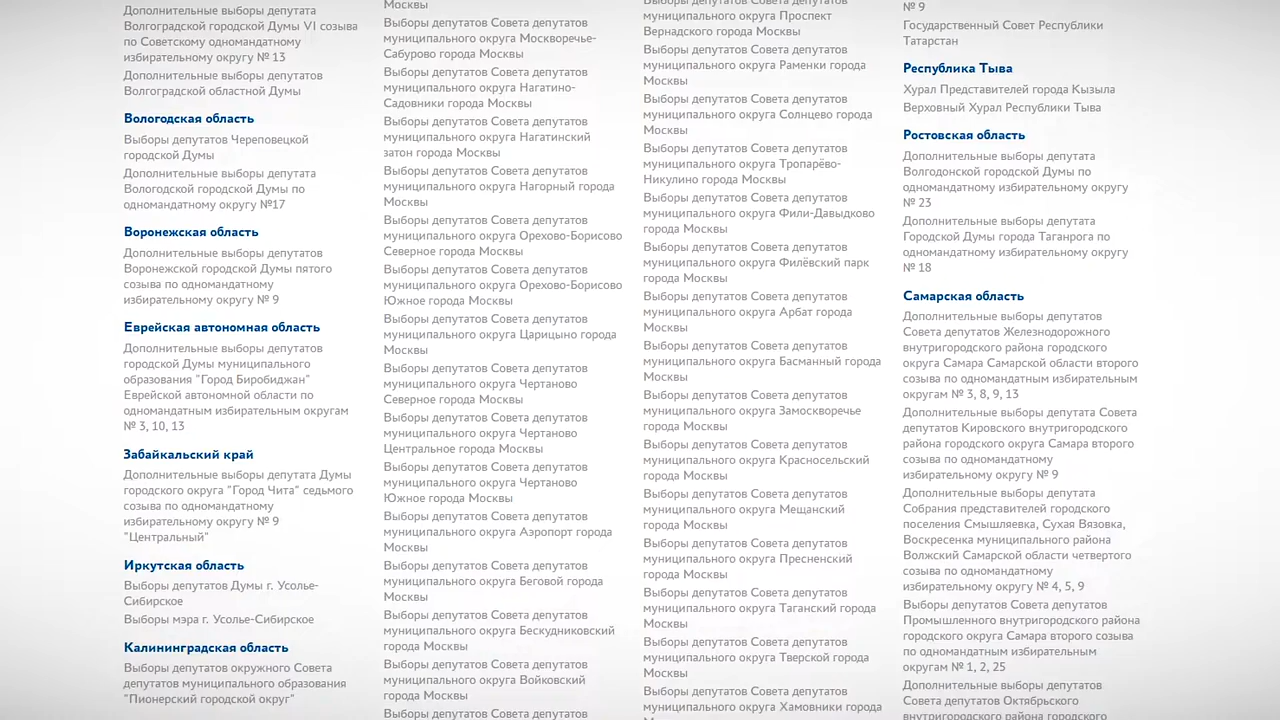 Дополнительные выборы депутата
Волгоградской городской Думы VI созыва
по Советскому одномандатному
избирательному округу № 13
Дополнительные выборы депутатов
Волгоградской областной Думы
Вологодская область
Выборы депутатов Череповецкой
городской Думы
Дополнительные выборы депутата
Вологодской городской Думы по
одномандатному округу №17
Воронежская область
Дополнительные выборы депутатов
Воронежской городской Думы пятого
созыва по одномандатному
избирательному округу № 9
Еврейская автономная область
Дополнительные выборы депутатов
городской Думы муниципального
образования "Город Биробиджан"
Еврейской автономной области по
одномандатным избирательным округам
№ 3, 10, 13
Забайкальский край
Дополнительные выборы депутата Думы
городского округа "Город Чита" седьмого
созыва по одномандатному
избирательному округу № 9
"Центральный"
Иркутская область
Выборы депутатов Думы г. Усолье-
Сибирское
Выборы мэра г. Усолье-Сибирское
Калининградская область
Выборы депутатов окружного Совета
депутатов муниципального образования
"Пионерский городской округ"
Москвы
Выборы депутатов Совета депутатов
муниципального округа Москворечье-
Сабурово города Москвы
Выборы депутатов Совета депутатов
муниципального округа Нагатино-
Садовники города Москвы
Выборы депутатов Совета депутатов
муниципального округа Нагатинский
затон города Москвы
Выборы депутатов Совета депутатов
муниципального округа Нагорный города
Москвы
Выборы депутатов Совета депутатов
муниципального округа Орехово-Борисово
Северное города Москвы
Выборы депутатов Совета депутатов
муниципального округа Орехово-Борисово
Южное города Москвы
Выборы депутатов Совета депутатов
муниципального округа Царицыно города
Москвы
Выборы депутатов Совета депутатов
муниципального округа Чертаново
Северное города Москвы
Выборы депутатов Совета депутатов
муниципального округа Чертаново
Центральное города Москвы
Выборы депутатов Совета депутатов
муниципального округа Чертаново
Южное города Москвы
Выборы депутатов Совета депутатов
муниципального округа Аэропорт города
Москвы
Выборы депутатов Совета депутатов
муниципального округа Беговой города
Москвы
Выборы депутатов Совета депутатов
муниципального округа Бескудниковский
города Москвы
Выборы депутатов Совета депутатов
муниципального округа Войковский
города Москвы
Выборы депутатов Совета депутатов
Выборы депутатов Совета депутатов
муниципального округа Проспект
Вернадского города Москвы
Выборы депутатов Совета депутатов
муниципального округа Раменки города
Москвы
Выборы депутатов Совета депутатов
муниципального округа Солнцево города
Москвы
Выборы депутатов Совета депутатов
муниципального округа Тропарёво-
Никулино города Москвы
Выборы депутатов Совета депутатов
муниципального округа Фили-Давыдково
города Москвы
Выборы депутатов Совета депутатов
муниципального округа Филёвский парк
города Москвы
Выборы депутатов Совета депутатов
муниципального округа Арбат города
Москвы
Выборы депутатов Совета депутатов
муниципального округа Басманный города
Москвы
Выборы депутатов Совета депутатов
муниципального округа Замоскворечье
города Москвы
Выборы депутатов Совета депутатов
муниципального округа Красносельский
города Москвы
Выборы депутатов Совета депутатов
муниципального округа Мещанский
города Москвы
Выборы депутатов Совета депутатов
муниципального округа Пресненский
города Москвы
Выборы депутатов Совета депутатов
муниципального округа Таганский города
Москвы
Выборы депутатов Совета депутатов
муниципального округа Тверской города
Москвы
Выборы депутатов Совета депутатов
муниципального округа Хамовники города
№ 9
Государственный Совет Республики
Татарстан
Республика Тыва
Хурал Представителей города Кызыла
Верховный Хурал Республики Тыва
Ростовская область
Дополнительные выборы депутата
Волгодонской городской Думы по
одномандатному избирательному округу
№ 23
Дополнительные выборы депутата
Городской Думы города Таганрога по
одномандатному избирательному округу
№ 18
Самарская область
Дополнительные выборы депутатов
Совета депутатов Железнодорожного
внутригородского района городского
округа Самара Самарской области второго
созыва по одномандатным избирательным
округам № 3, 8, 9, 13
Дополнительные выборы депутата Совета
депутатов Кировского внутригородского
района городского округа Самара второго
созыва по одномандатному
избирательному округу № 9
Дополнительные выборы депутата
Собрания представителей городского
поселения Смышляевка, Сухая Вязовка,
Воскресенка муниципального района
Волжский Самарской области четвертого
созыва по одномандатному
избирательному округу № 4, 5, 9
Выборы депутатов Совета депутатов
Промышленного внутригородского района
городского округа Самара второго созыва
по одномандатным избирательным
округам № 1, 2, 25
Дополнительные выборы депутатов
Совета депутатов Октябрьского
внутригородского района городского